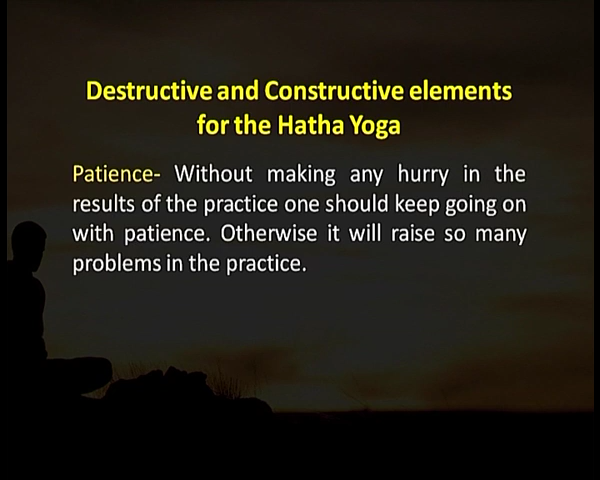 Destructive and Constructive elements
for the Hatha Yoga
Patience- Without making any hurry in the
results of the practice one should keep going on
with patience. Otherwise it will raise so many
problems in the practice.